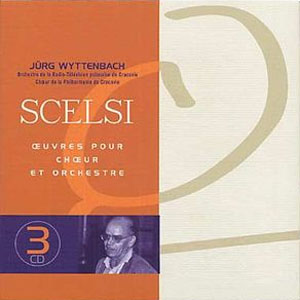 JÜRG WYTTENBACH
Orchestre de la Radio-Télévision polonaise de Cracovie
Chœur de la Philharmonie de Cracovie
SCELSI
ŒUVRES POUR
CHŒUR
ET ORCHESTRE
3
CD